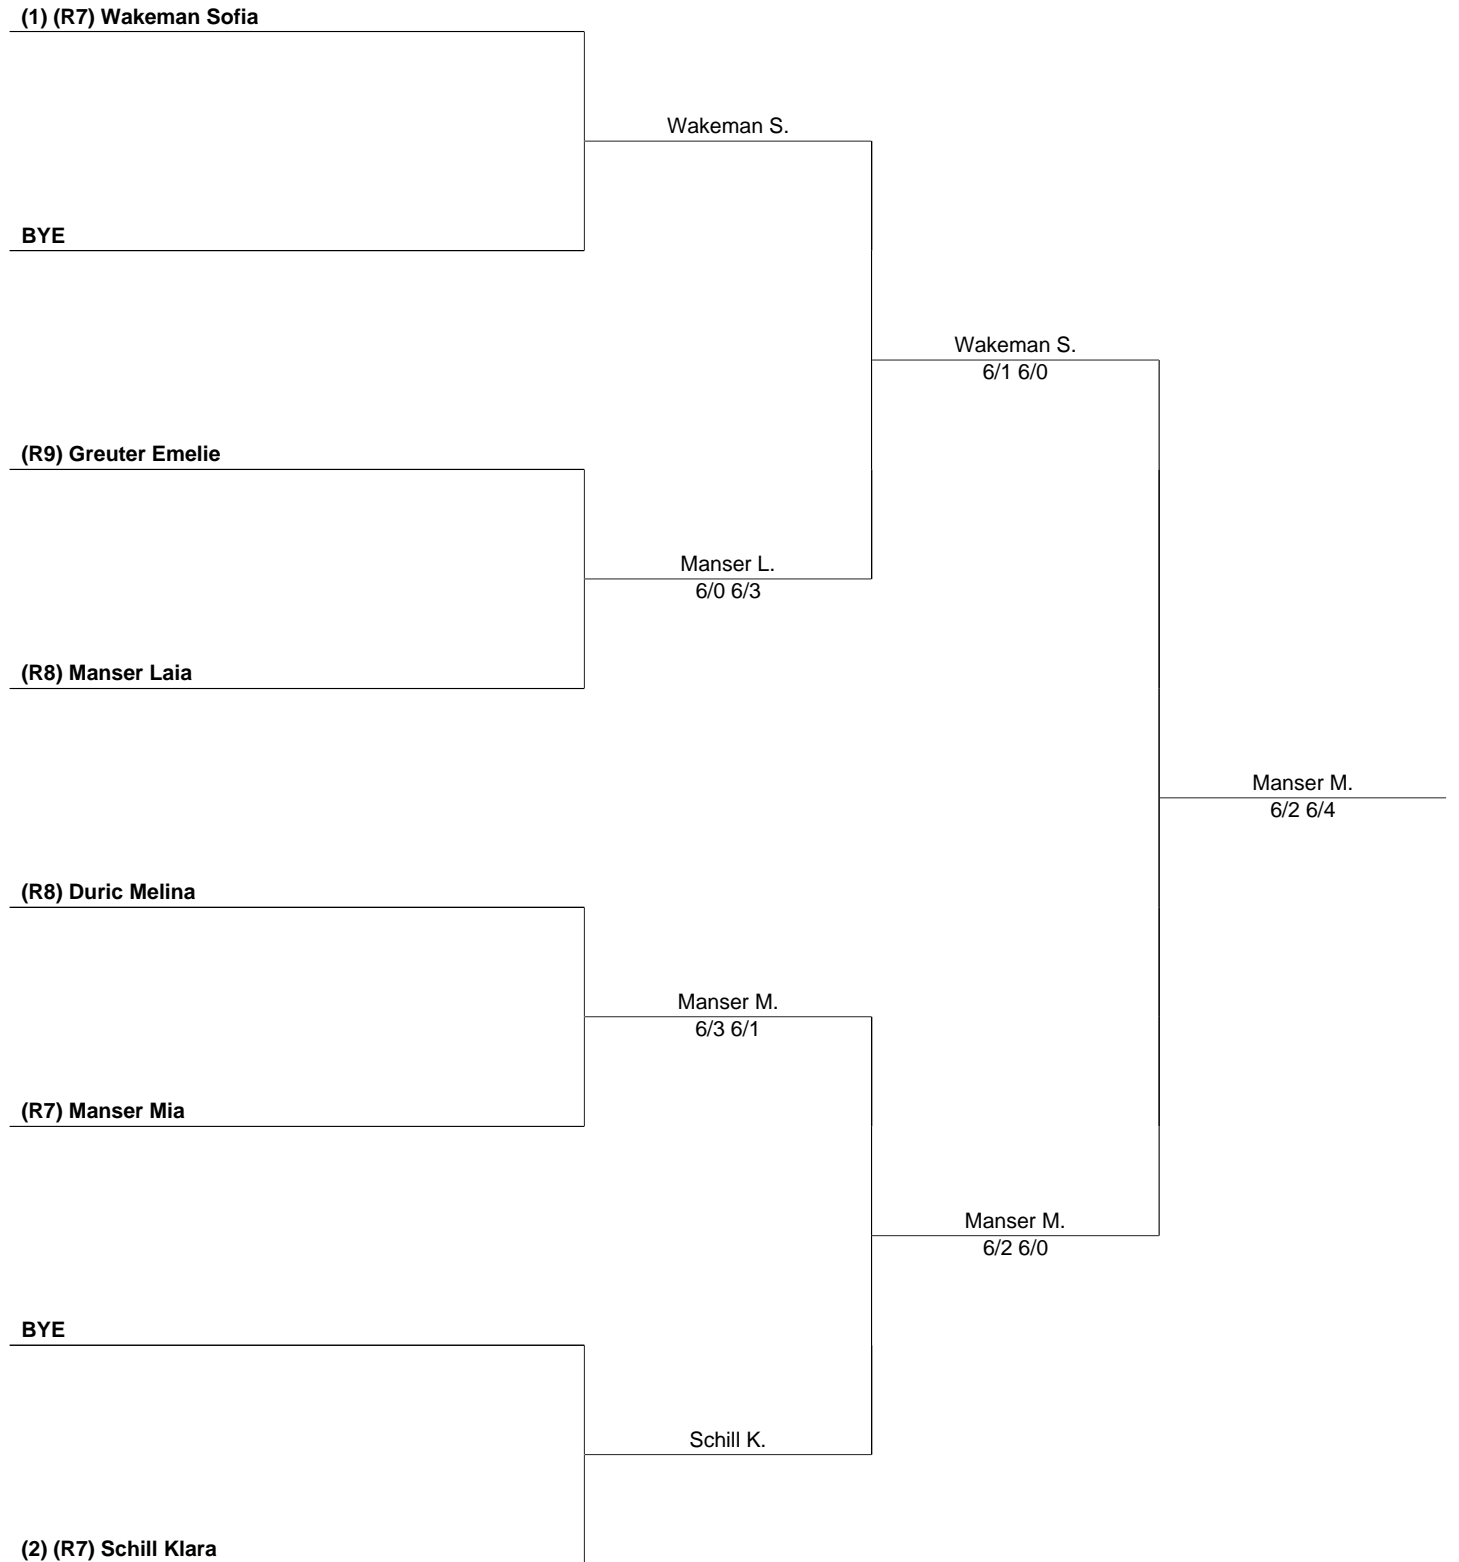 (1) (R7) Wakeman Sofia
Wakeman S.
BYE
Wakeman S.
6/1 6/0
(R9) Greuter Emelie
Manser L.
6/0 6/3
(R8) Manser Laia
Manser M.
6/2 6/4
(R8) Duric Melina
Manser M.
6/3 6/1
(R7) Manser Mia
Manser M.
6/2 6/0
BYE
Schill K.
(2) (R7) Schill Klara